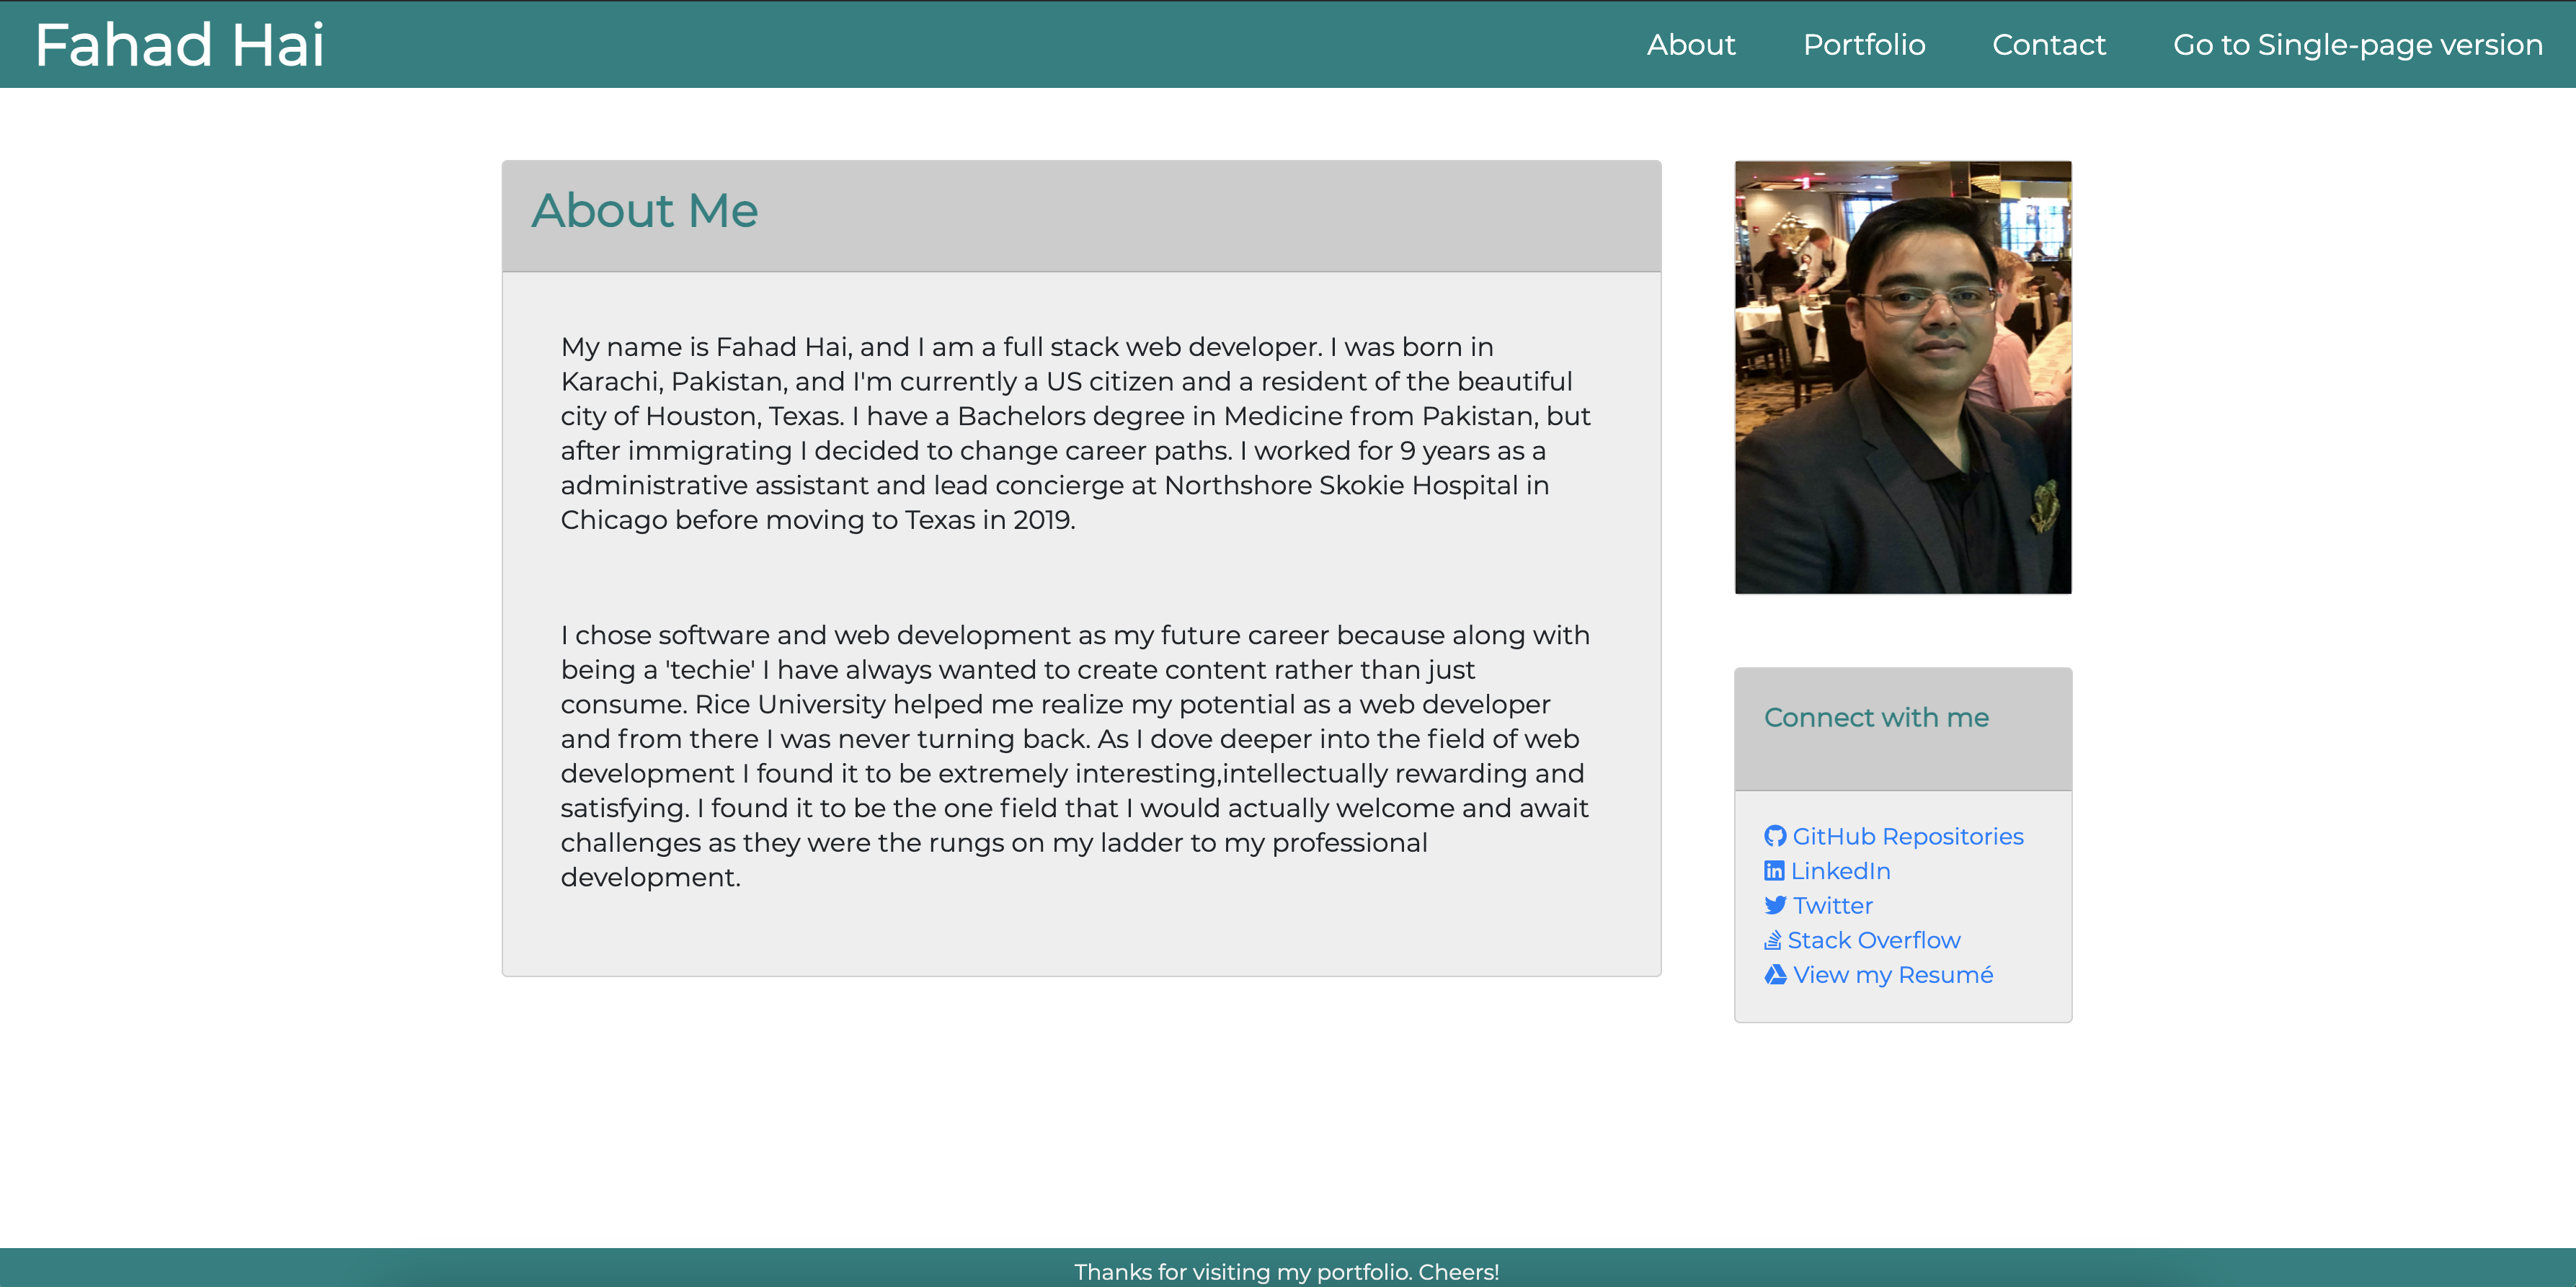 Fahad Hai
About
Portfolio
Contact
Go to Single-page version
About Me
My name is Fahad Hai, and I am a full stack web developer. I was born in
Karachi, Pakistan, and I'm currently a US citizen and a resident of the beautiful
city of Houston, Texas. I have a Bachelors degree in Medicine from Pakistan, but
after immigrating I decided to change career paths. I worked for 9 years as a
administrative assistant and lead concierge at Northshore Skokie Hospital in
Chicago before moving to Texas in 2019.
I chose software and web development as my future career because along with
being a 'techie' I have always wanted to create content rather than just
consume. Rice University helped me realize my potential as a web developer
and from there I was never turning back. As I dove deeper into the field of web
development I found it to be extremely interesting,intellectually rewarding and
satisfying. I found it to be the one field that I would actually welcome and await
challenges as they were the rungs on my ladder to my professional
development.
Connect with me
GitHub Repositories
LinkedIn
Twitter
Stack Overflow
View my Resumé
Thanks for visiting my portfolio. Cheers!